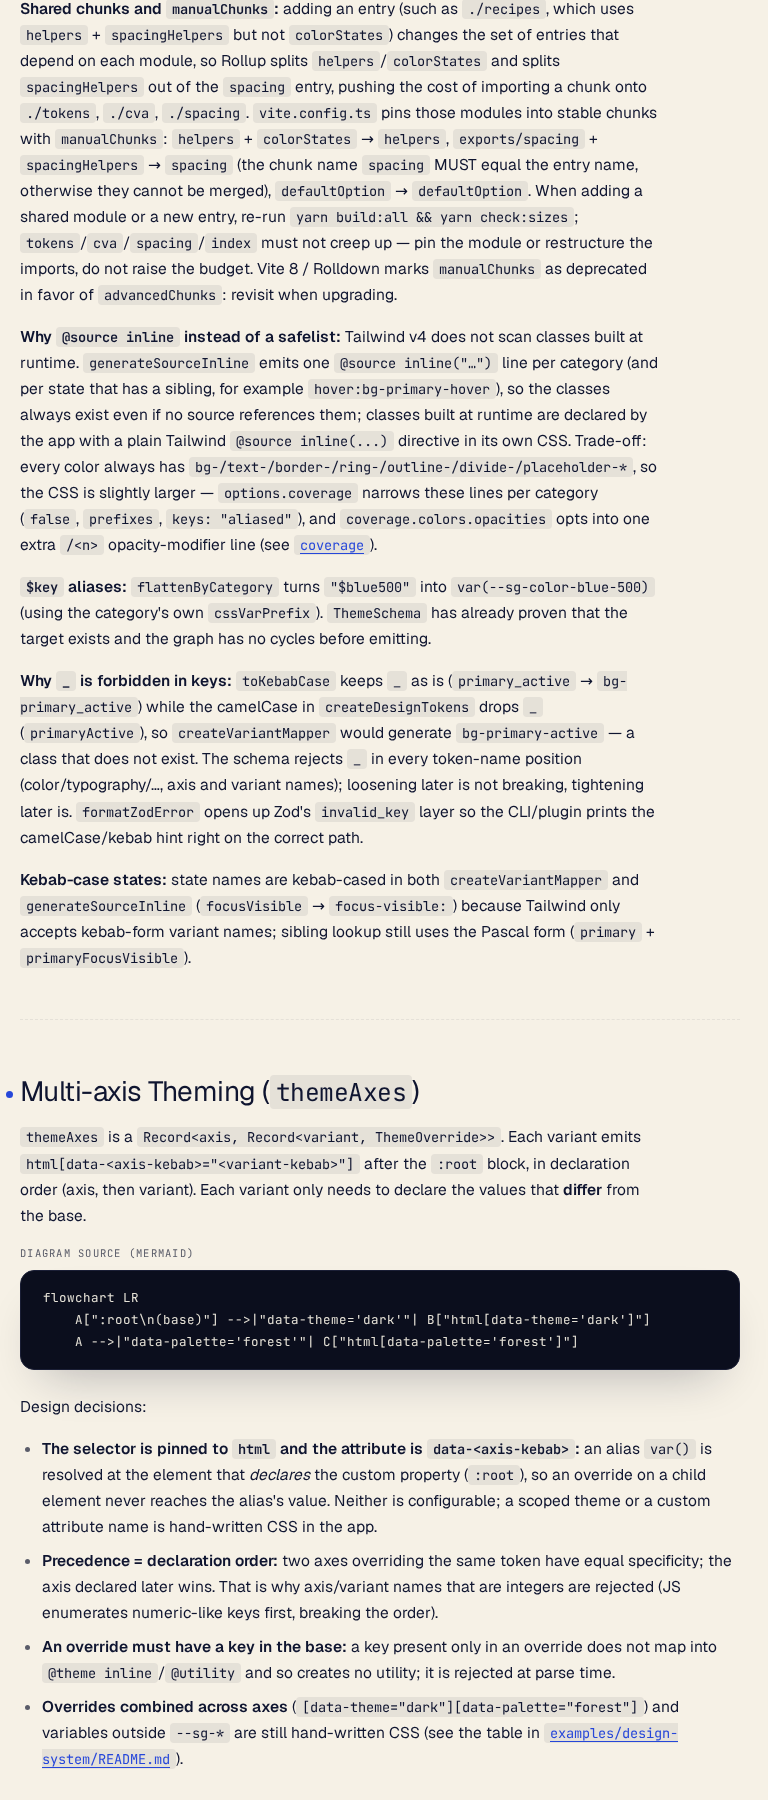 Shared chunks and manualChunks: adding an entry (such as ./recipes, which uses
helpers + spacingHelpers but not colorStates) changes the set of entries that
depend on each module, so Rollup splits helpers/colorStates and splits
spacingHelpers out of the spacing entry, pushing the cost of importing a chunk onto
./tokens, ./cva, ./spacing. vite.config.ts pins those modules into stable chunks
with manualChunks: helpers + colorStates → helpers, exports/spacing +
spacingHelpers → spacing (the chunk name spacing MUST equal the entry name,
otherwise they cannot be merged), defaultOption → defaultOption. When adding a
shared module or a new entry, re-run yarn build:all && yarn check:sizes;
tokens/cva/spacing/index must not creep up — pin the module or restructure the
imports, do not raise the budget. Vite 8 / Rolldown marks manualChunks as deprecated
in favor of advancedChunks: revisit when upgrading.
Why @source inline instead of a safelist: Tailwind v4 does not scan classes built at
runtime. generateSourceInline emits one @source inline("…") line per category (and
per state that has a sibling, for example hover:bg-primary-hover), so the classes
always exist even if no source references them; classes built at runtime are declared by
the app with a plain Tailwind @source inline(...) directive in its own CSS. Trade-off:
every color always has bg-/text-/border-/ring-/outline-/divide-/placeholder-*, so
the CSS is slightly larger — options.coverage narrows these lines per category
(false, prefixes, keys: "aliased"), and coverage.colors.opacities opts into one
extra /<n> opacity-modifier line (see coverage).
$key aliases: flattenByCategory turns "$blue500" into var(--sg-color-blue-500)
(using the category's own cssVarPrefix). ThemeSchema has already proven that the
target exists and the graph has no cycles before emitting.
Why _ is forbidden in keys: toKebabCase keeps _ as is (primary_active → bg-
primary_active) while the camelCase in createDesignTokens drops _
(primaryActive), so createVariantMapper would generate bg-primary-active — a
class that does not exist. The schema rejects _ in every token-name position
(color/typography/…, axis and variant names); loosening later is not breaking, tightening
later is. formatZodError opens up Zod's invalid_key layer so the CLI/plugin prints the
camelCase/kebab hint right on the correct path.
Kebab-case states: state names are kebab-cased in both createVariantMapper and
generateSourceInline (focusVisible → focus-visible:) because Tailwind only
accepts kebab-form variant names; sibling lookup still uses the Pascal form (primary +
primaryFocusVisible).
Multi-axis Theming (themeAxes)
themeAxes is a Record<axis, Record<variant, ThemeOverride>>. Each variant emits
html[data-<axis-kebab>="<variant-kebab>"] after the :root block, in declaration
order (axis, then variant). Each variant only needs to declare the values that differ from
the base.
DIAGRAM SOURCE (MERMAID)
flowchart LR
    A[":root\n(base)"] -->|"data-theme='dark'"| B["html[data-theme='dark']"]
    A -->|"data-palette='forest'"| C["html[data-palette='forest']"]
Design decisions:
• The selector is pinned to html and the attribute is data-<axis-kebab>: an alias var() is
resolved at the element that declares the custom property (:root), so an override on a child
element never reaches the alias's value. Neither is configurable; a scoped theme or a custom
attribute name is hand-written CSS in the app.
• Precedence = declaration order: two axes overriding the same token have equal specificity; the
axis declared later wins. That is why axis/variant names that are integers are rejected (JS
enumerates numeric-like keys first, breaking the order).
• An override must have a key in the base: a key present only in an override does not map into
@theme inline/@utility and so creates no utility; it is rejected at parse time.
• Overrides combined across axes ([data-theme="dark"][data-palette="forest"]) and
variables outside --sg-* are still hand-written CSS (see the table in examples/design-
system/README.md).